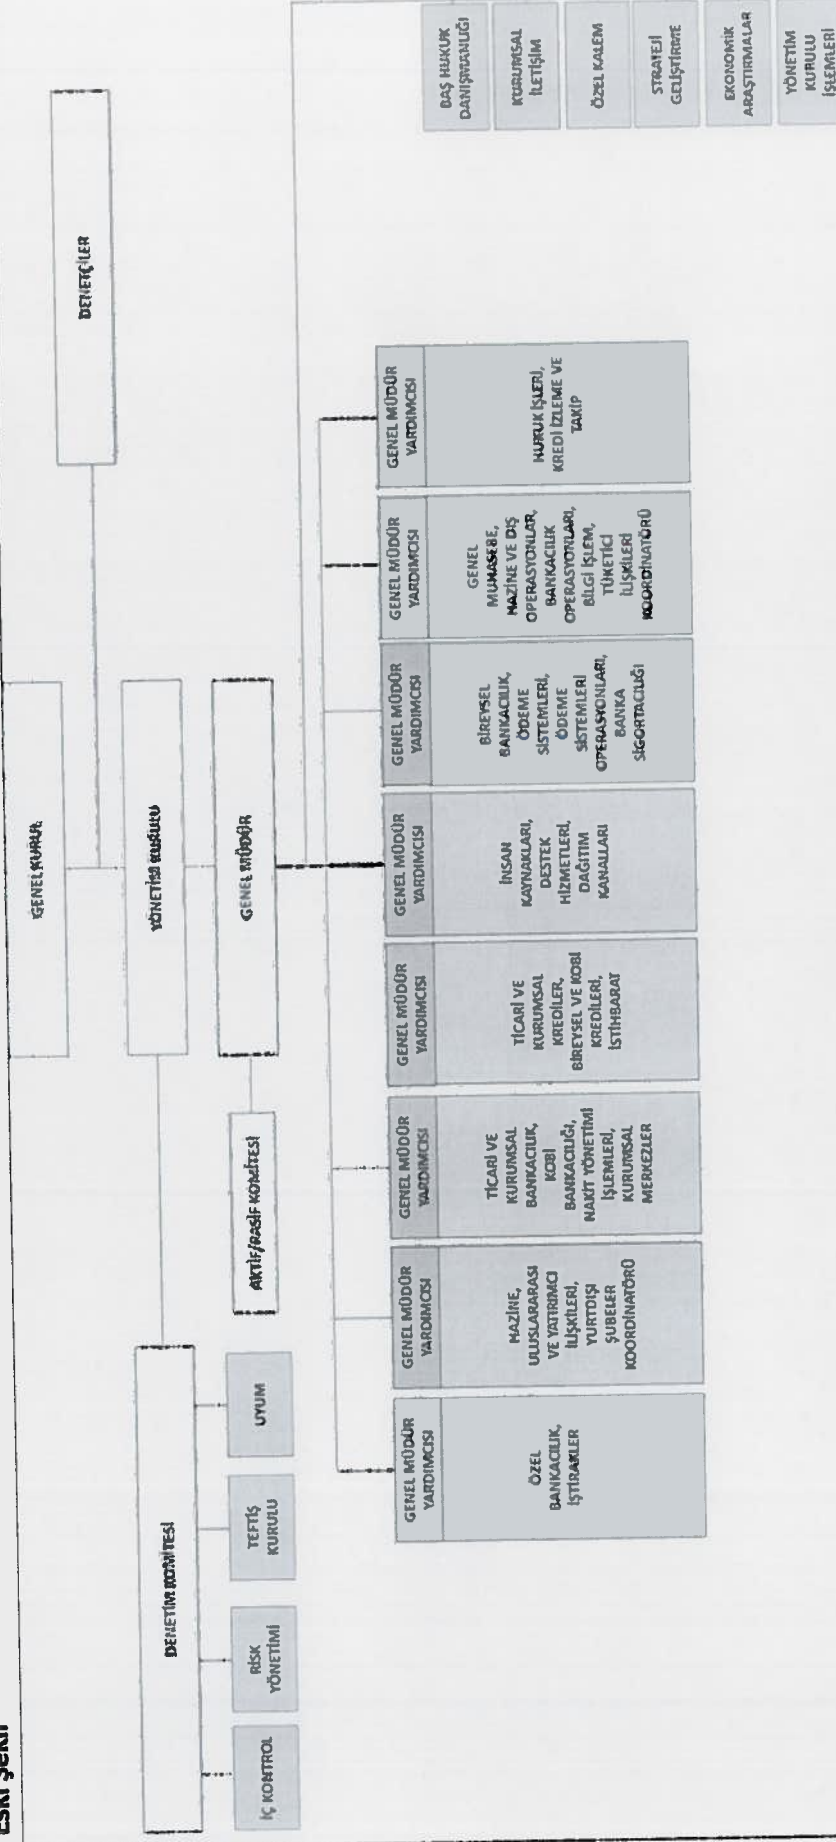 Eski Şekil
GENEL KURUL
DENETÇİLER
YÖNETİM KURULU
DENETİM KOMİTESİ
GENEL MÜDÜR
AKTİF/PASİF KOMİTESİ
İÇ KONTROL
RİSK
YÖNETİMİ
TEFTİŞ
KURULU
UYUM
GENEL MÜDÜR
YARDIMCISI
ÖZEL
BANKACILIK,
İŞTİRAKLER
GENEL MÜDÜR
YARDIMCISI
HAZİNE,
ULUSLARARASI
VE YATIRIMCI
İLİŞKİLERİ,
YURTDIŞI
ŞUBELER
KOORDİNATÖRÜ
GENEL MÜDÜR
YARDIMCISI
TİCARİ VE
KURUMSAL
BANKACILIK,
KOBİ
BANKACILIĞI,
NAKİT YÖNETİMİ
İŞLEMLERİ,
KURUMSAL
MERKEZLER
GENEL MÜDÜR
YARDIMCISI
TİCARİ VE
KURUMSAL
KREDİLER,
BİREYSEL VE KOBİ
KREDİLERİ,
İSTİHBARAT
GENEL MÜDÜR
YARDIMCISI
İNSAN
KAYNAKLARI,
DESTEK
HİZMETLERİ,
DAĞITIM
KANALLARI
GENEL MÜDÜR
YARDIMCISI
BİREYSEL
BANKACILIK,
ÖDEME
SİSTEMLERİ,
ÖDEME
SİSTEMLERİ
OPERASYONLARI,
BANKA
SİGORTACILIĞI
GENEL MÜDÜR
YARDIMCISI
GENEL
MUHASEBE,
HAZİNE VE DIŞ
OPERASYONLAR,
BANKACILIK
OPERASYONLARI,
BİLGİ İŞLEM,
TÜKETİCİ
İLİŞKİLERİ
KOORDİNATÖRÜ
GENEL MÜDÜR
YARDIMCISI
HUKUK İŞLERİ,
KREDİ İZLEME VE
TAKİP
BAŞ HUKUK
DANIŞMANLIĞI
KURUMSAL
İLETİŞİM
ÖZEL KALEM
STRATEJİ
GELİŞTİRME
EKONOMİK
ARAŞTIRMALAR
YÖNETİM
KURULU
İŞLEMLERİ